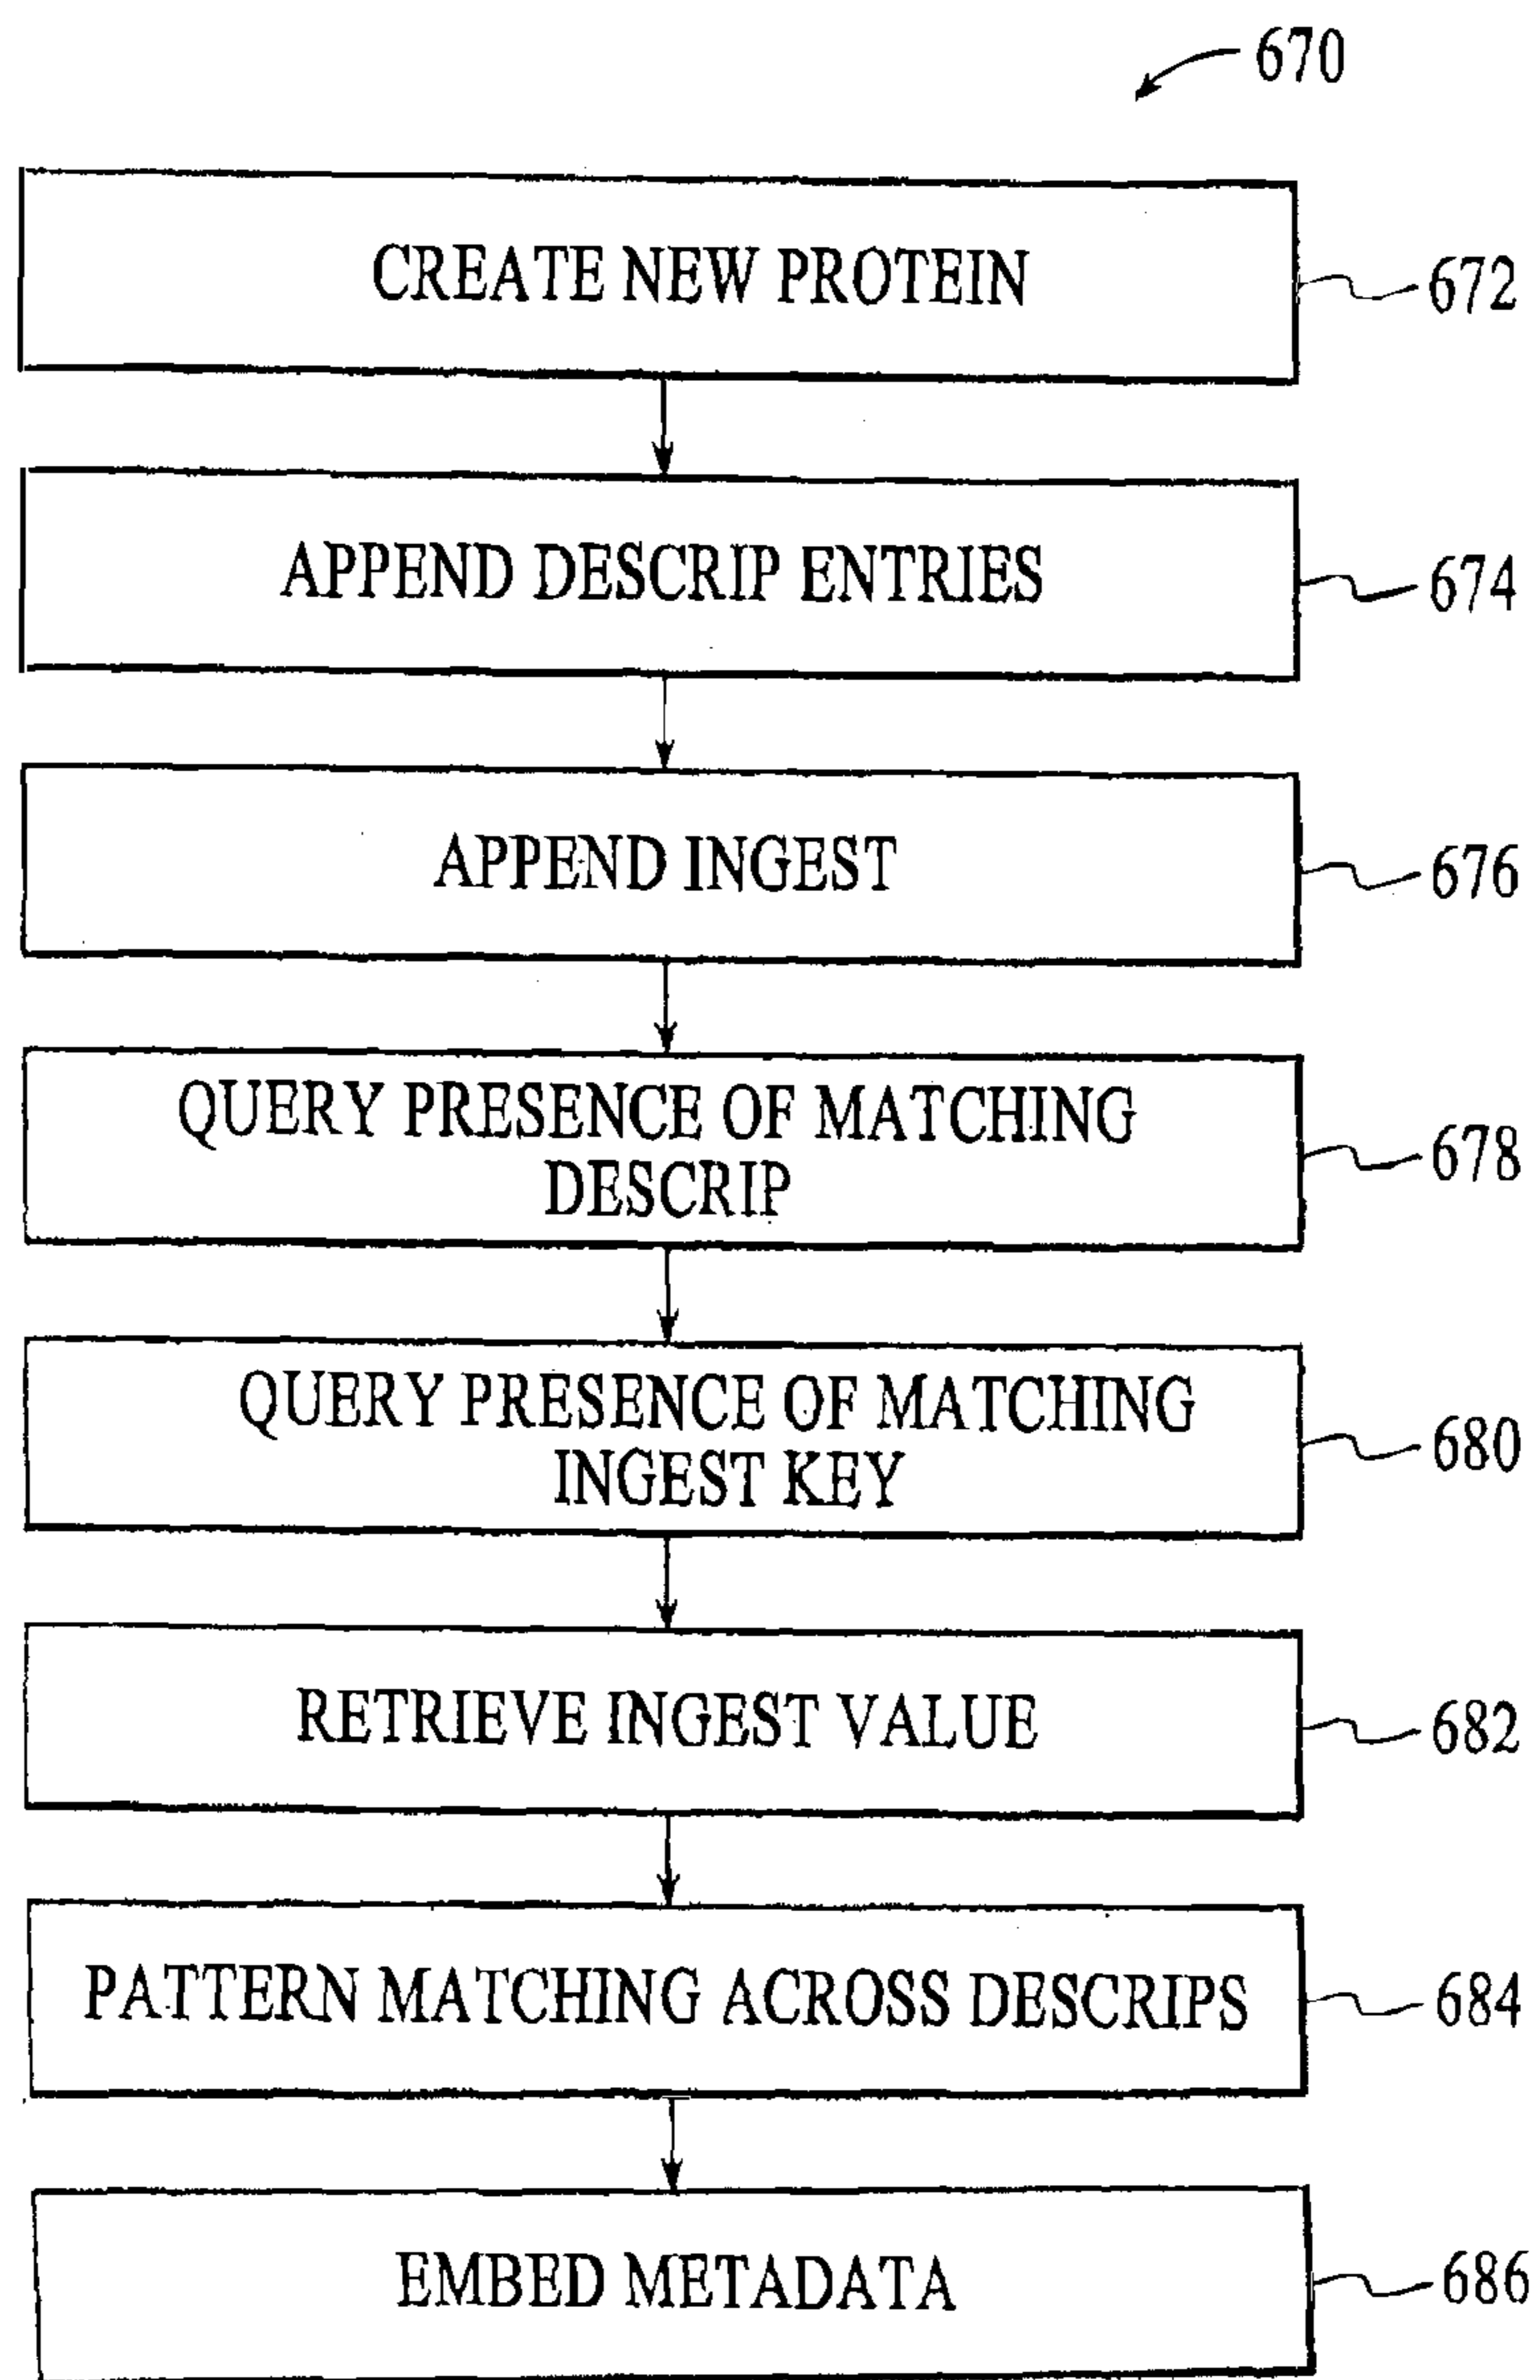 670
CREATE NEW PROTEIN
672
APPEND DESCRIP ENTRIES
674
APPEND INGEST
676
QUERY PRESENCE OF MATCHING
DESCRIP
678
QUERY PRESENCE OF MATCHING
INGEST KEY
680
RETRIEVE INGEST VALUE
682
PATTERN MATCHING ACROSS DESCRIPS
684
EMBED METADATA
686